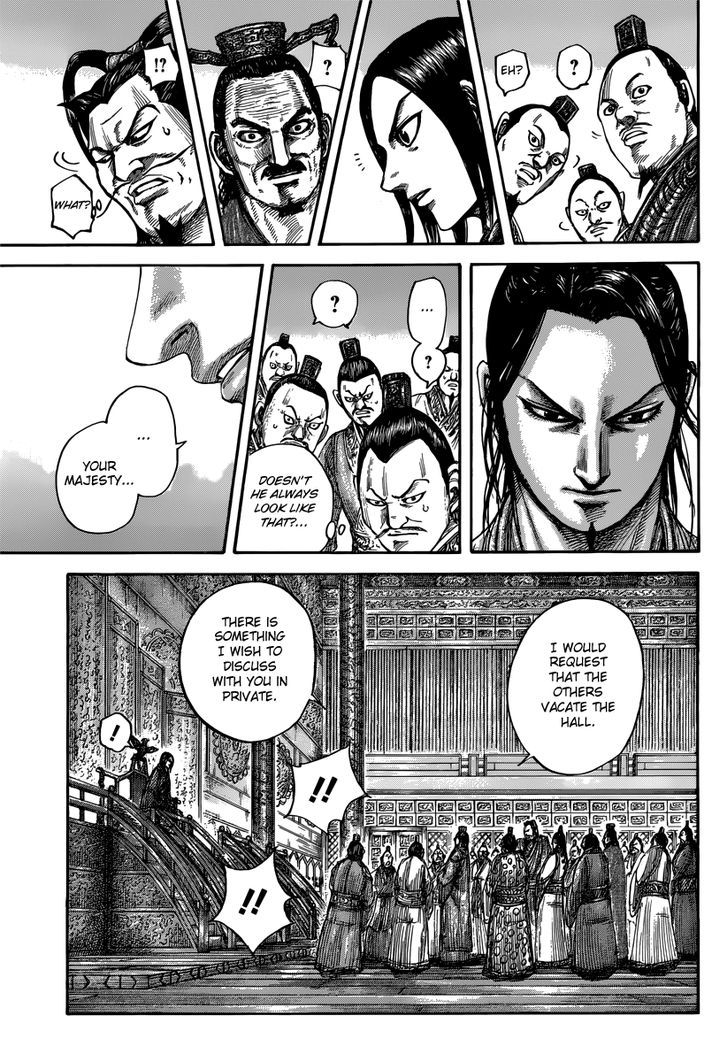 ?
EH?
?
!?
WHAT?
...
?
?
DOESN'T
HE ALWAYS
LOOK LIKE
THAT?...
...
YOUR
MAJESTY...
THERE IS
SOMETHING
I WISH
TO
DISCUSS
WITH YOU IN
PRIVATE.
I WOULD
REQUEST
THAT THE
OTHERS
VACATE THE
HALL.
!!
!!
!